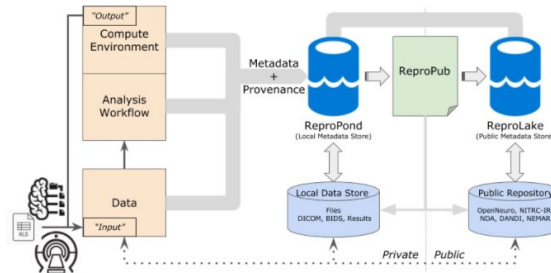 "Output"
Compute
Environment
Analysis
Workflow
Data
"Input"
XLS
Metadata
+
Provenance
ReproPond
(Local Metadata Store)
ReproPub
ReproLake
(Public Metadata Store)
Local Data Store
Files
DICOM, BIDS, Results
Public Repository
OpenNeuro, NITRC-IR
NDA, DANDI, NEMAR
Private
Public